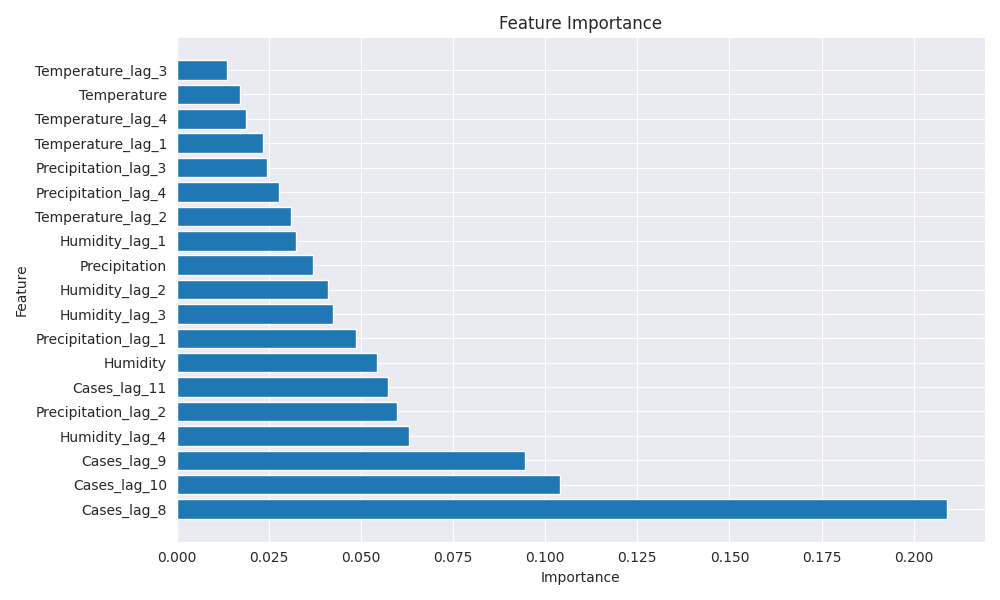 Feature Importance
Temperature_lag_3
Temperature
Temperature_lag_4
Temperature_lag_1
Precipitation_lag_3
Precipitation_lag_4
Temperature_lag_2
Humidity_lag_1
Precipitation
Humidity_lag_2
Humidity_lag_3
Precipitation_lag_1
Humidity
Cases_lag_11
Precipitation_lag_2
Humidity_lag_4
Cases_lag_9
Cases_lag_10
Cases_lag_8
Feature
0.000 0.025 0.050 0.075 0.100 0.125 0.150 0.175 0.200
Importance